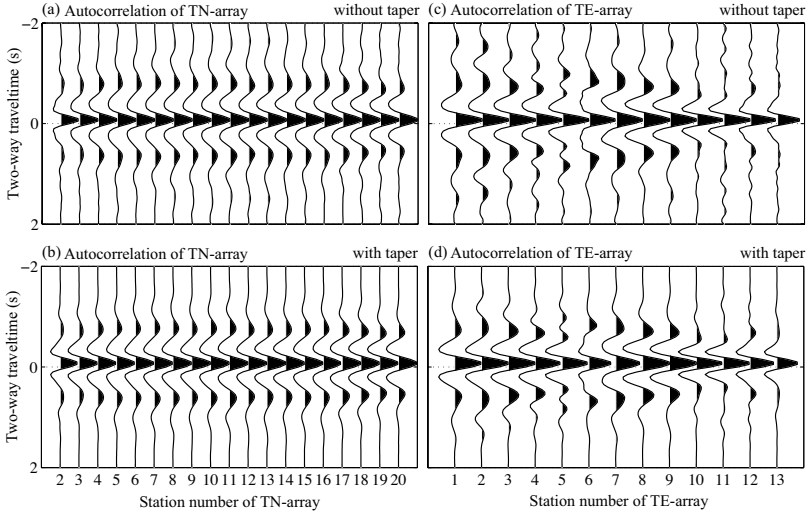 (a) Autocorrelation of TN-array without taper
−2
0
2
Two-way traveltime (s)
(c) Autocorrelation of TE-array without taper
(b) Autocorrelation of TN-array with taper
−2
0
2
Two-way traveltime (s)
2 3 4 5 6 7 8 9 10 11 12 13 14 15 16 17 18 19 20
Station number of TN-array
(d) Autocorrelation of TE-array with taper
1 2 3 4 5 6 7 8 9 10 11 12 13
Station number of TE-array